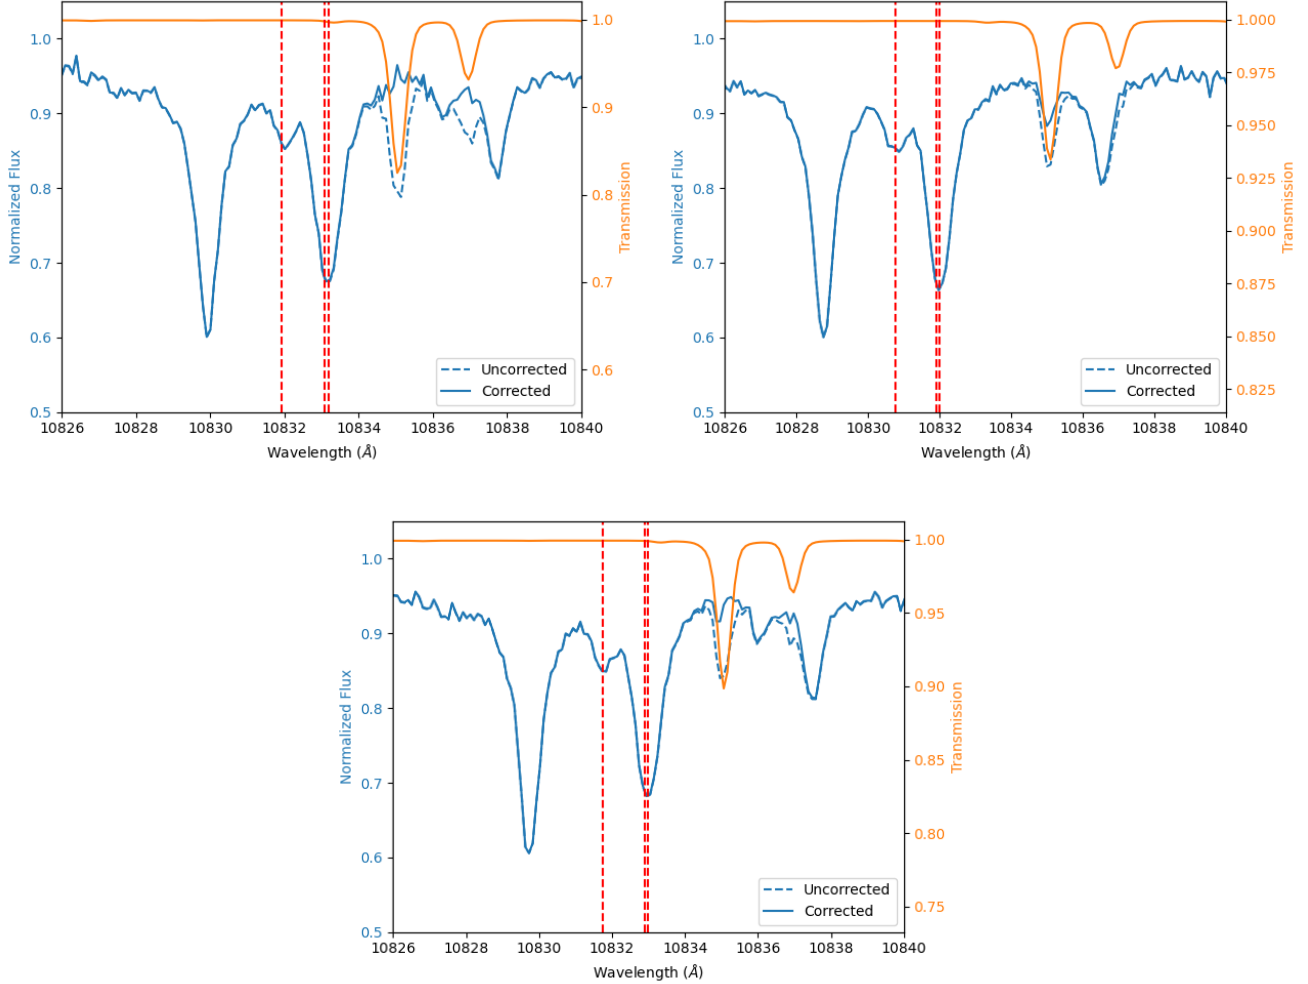 1.0
0.9
0.8
0.7
0.6
0.5
Normalized Flux
1.0
0.9
0.8
0.7
0.6
Transmission
Uncorrected
Corrected
10826 10828 10830 10832 10834 10836 10838 10840
Wavelength (Å)
1.0
0.9
0.8
0.7
0.6
0.5
Normalized Flux
1.000
0.975
0.950
0.925
0.900
0.875
0.850
0.825
Transmission
Uncorrected
Corrected
10826 10828 10830 10832 10834 10836 10838 10840
Wavelength (Å)
1.0
0.9
0.8
0.7
0.6
0.5
Normalized Flux
1.00
0.95
0.90
0.85
0.80
0.75
Transmission
Uncorrected
Corrected
10826 10828 10830 10832 10834 10836 10838 10840
Wavelength (Å)